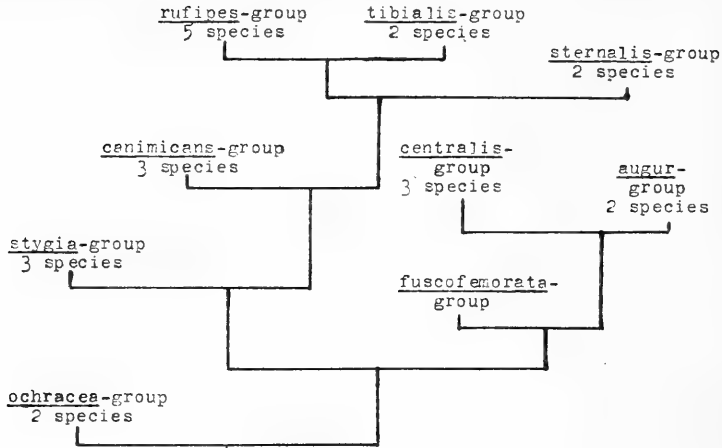 rufipes-group
5 species
tibialis-group
2 species
sternalis-group
2 species
canimicans-group
3 species
centralis-
group
3 species
augur-
group
2 species
stygia-group
3 species
fuscofemorata-
group
ochracea-group
2 species